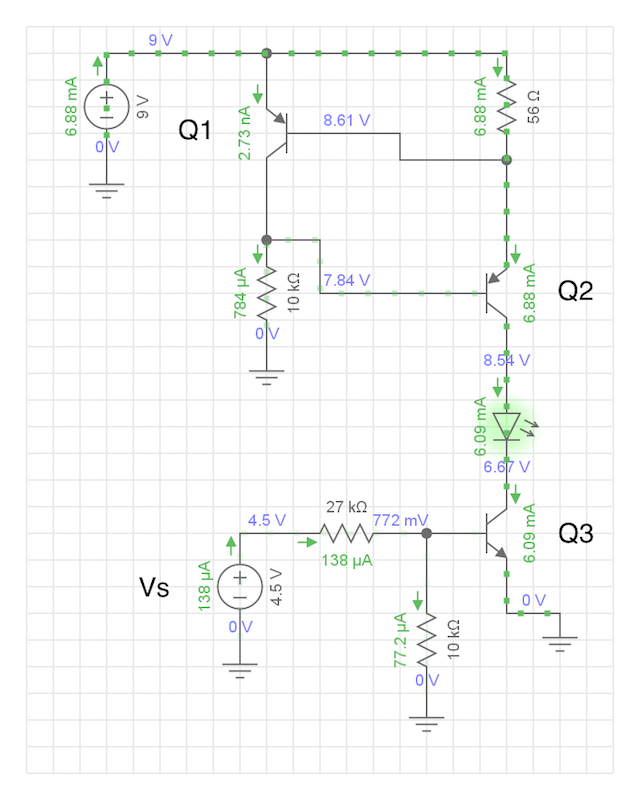 9 V
6.88 mA
9 V
0 V
Q1
2.73 nA
8.61 V
6.88 mA
56 Ω
784 µA
10 kΩ
0 V
7.84 V
6.88 mA
Q2
8.54 V
6.09 mA
6.67 V
27 kΩ
4.5 V
772 mV
138 µA
6.09 mA
Q3
Vs
138 µA
4.5 V
0 V
77.2 µA
10 kΩ
0 V
0 V